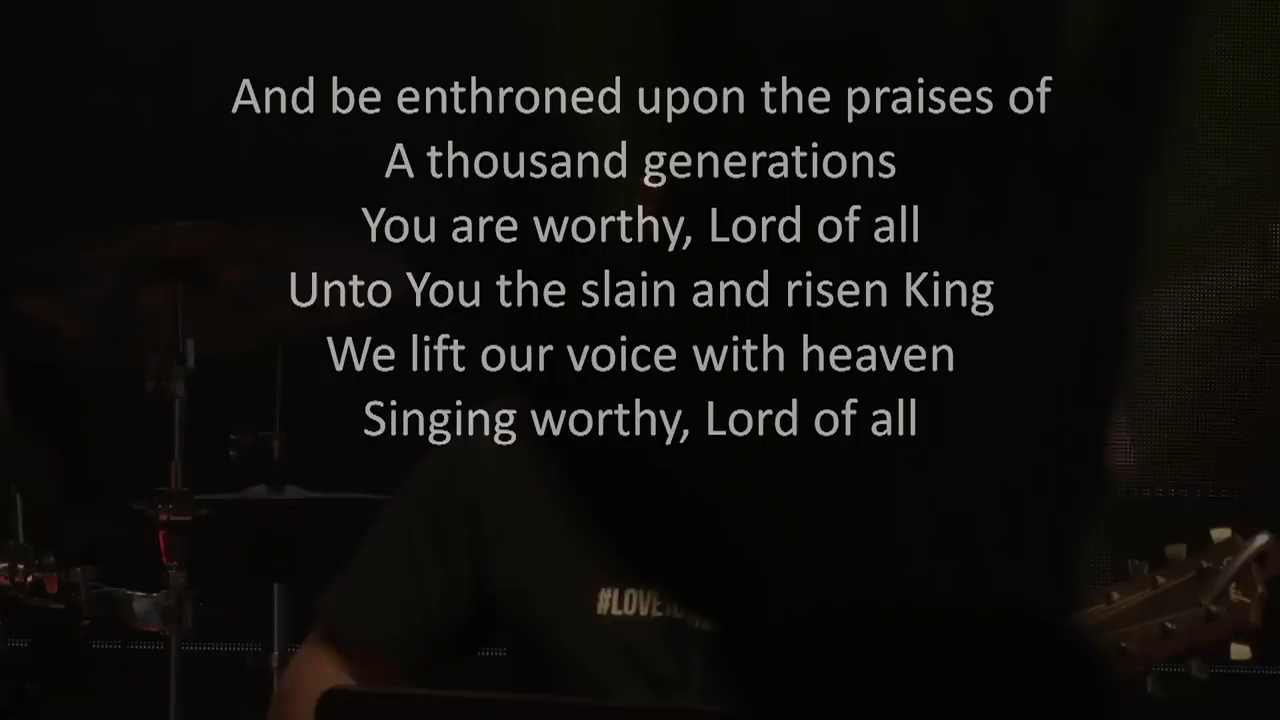 And be enthroned upon the praises of
A thousand generations
You are worthy, Lord of all
Unto You the slain and risen King
We lift our voice with heaven
Singing worthy, Lord of all